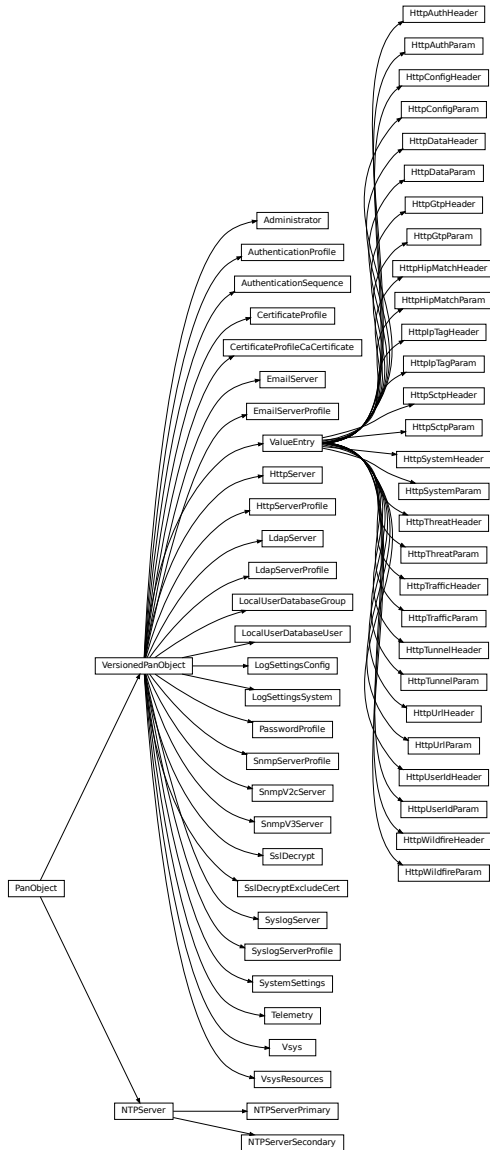 HttpAuthHeader
HttpAuthParam
HttpConfigHeader
HttpConfigParam
HttpDataHeader
HttpDataParam
HttpGtpHeader
HttpGtpParam
HttpHipMatchHeader
HttpHipMatchParam
HttpIpTagHeader
HttpIpTagParam
HttpSctpHeader
HttpSctpParam
HttpSystemHeader
HttpSystemParam
HttpThreatHeader
HttpThreatParam
HttpTrafficHeader
HttpTrafficParam
HttpTunnelHeader
HttpTunnelParam
HttpUrlHeader
HttpUrlParam
HttpUserIdHeader
HttpUserIdParam
HttpWildfireHeader
HttpWildfireParam
Administrator
AuthenticationProfile
AuthenticationSequence
CertificateProfile
CertificateProfileCaCertificate
EmailServer
EmailServerProfile
ValueEntry
HttpServer
HttpServerProfile
LdapServer
LdapServerProfile
LocalUserDatabaseGroup
LocalUserDatabaseUser
VersionedPanObject
LogSettingsConfig
LogSettingsSystem
PasswordProfile
SnmpServerProfile
SnmpV2cServer
SnmpV3Server
SslDecrypt
SslDecryptExcludeCert
PanObject
SyslogServer
SyslogServerProfile
SystemSettings
Telemetry
Vsys
VsysResources
NTPServer
NTPServerPrimary
NTPServerSecondary